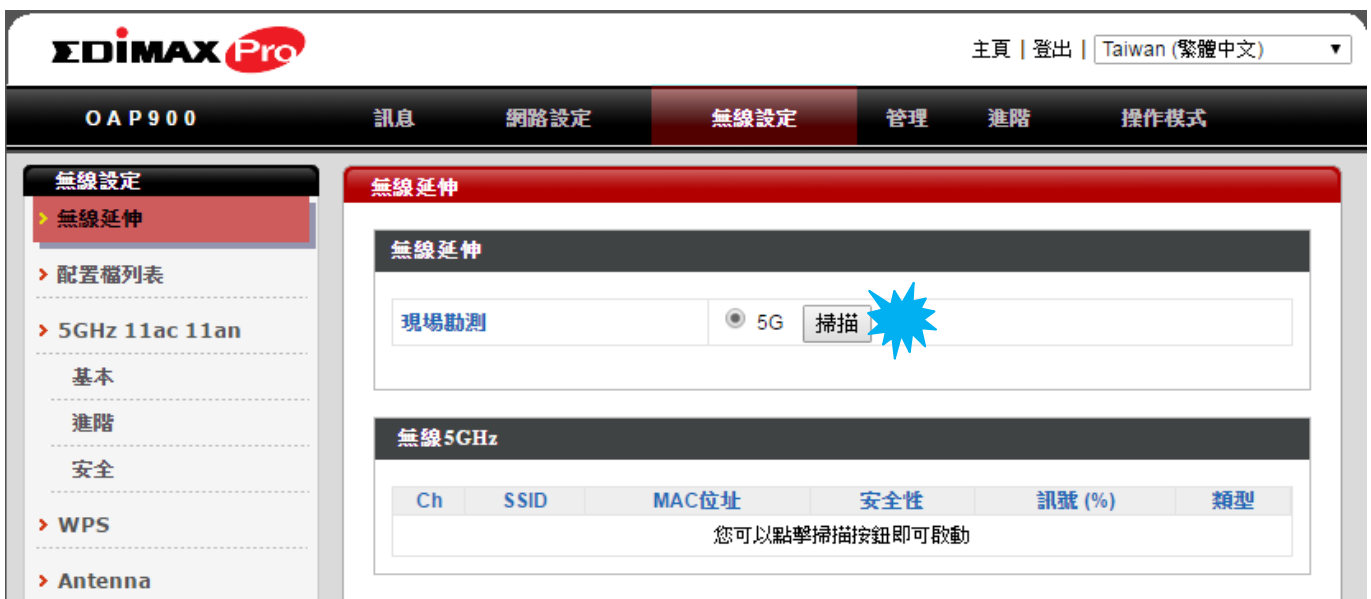 EDIMAX Pro
主頁 | 登出 | Taiwan (繁體中文)
OAP900 訊息 網路設定 無線設定 管理 進階 操作模式
無線設定
無線延伸
配置檔列表
5GHz 11ac 11an
基本
進階
安全
WPS
Antenna
無線延伸
無線延伸
現場勘測 5G 掃描
無線5GHz
Ch SSID MAC位址 安全性 訊號 (%) 類型
您可以點擊掃描按鈕即可啟動